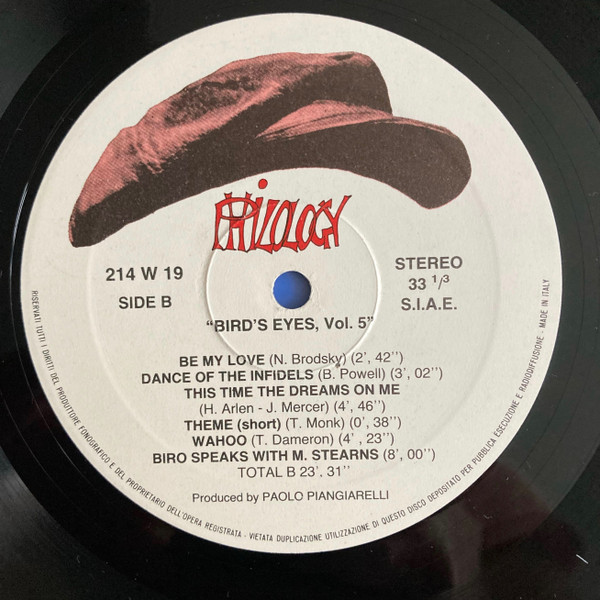 PHILOLOGY
214 W 19
SIDE B
STEREO
33 1/3
S.I.A.E.
"BIRD'S EYES, Vol. 5"
BE MY LOVE (N. Brodsky) (2', 42'')
DANCE OF THE INFIDELS (B. Powell) (3', 02'')
THIS TIME THE DREAMS ON ME
(H. Arlen - J. Mercer) (4', 46'')
THEME (short) (T. Monk) (0', 38'')
WAHOO (T. Dameron) (4' , 23'')
BIRO SPEAKS WITH M. STEARNS (8', 00'')
TOTAL B 23'. 31''
Produced by PAOLO PIANGIARELLI
RISERVATI TUTTI I DIRITTI DEL PRODUTTORE FONOGRAFICO E DEL PROPRIETARIO DELL'OPERA REGISTRATA - VIETATA DUPLICAZIONE UTILIZZAZIONE DI QUESTO DISCO DEPOSITATO PER PUBBLICA ESECUZIONE E RADIODIFFUSIONE - MADE IN ITALY